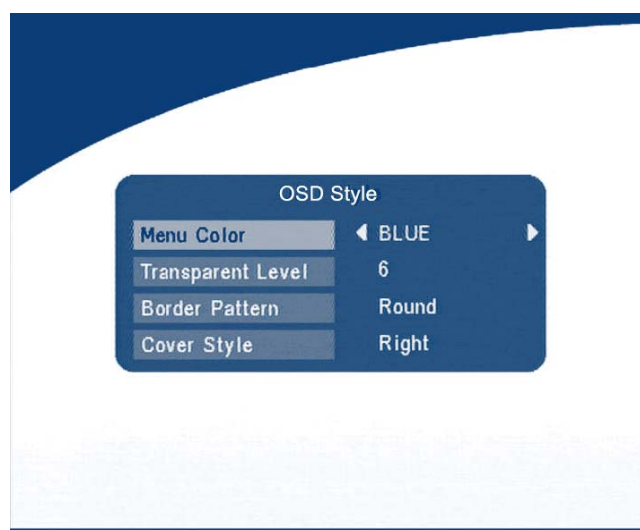 OSD Style
Menu Color BLUE
Transparent Level 6
Border Pattern Round
Cover Style Right